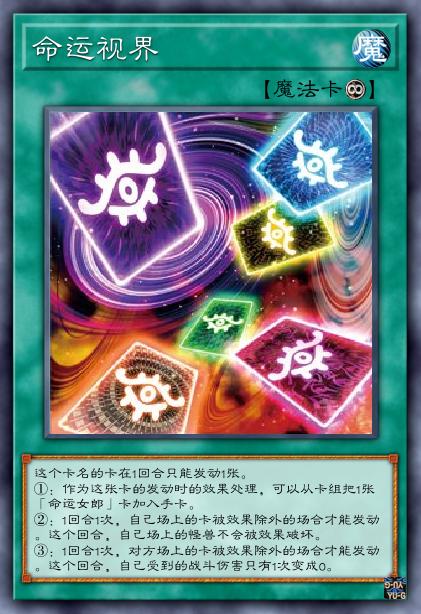 命运视界
魔
【魔法卡♾】
这个卡名的卡在1回合只能发动1张。
①：作为这张卡的发动时的效果处理，可以从卡组把1张
「命运女郎」卡加入手卡。
②：1回合1次，自己场上的卡被效果除外的场合才能发动
。这个回合，自己场上的怪兽不会被效果破坏。
③：1回合1次，对方场上的卡被效果除外的场合才能发动
。这个回合，自己受到的战斗伤害只有1次变成0。